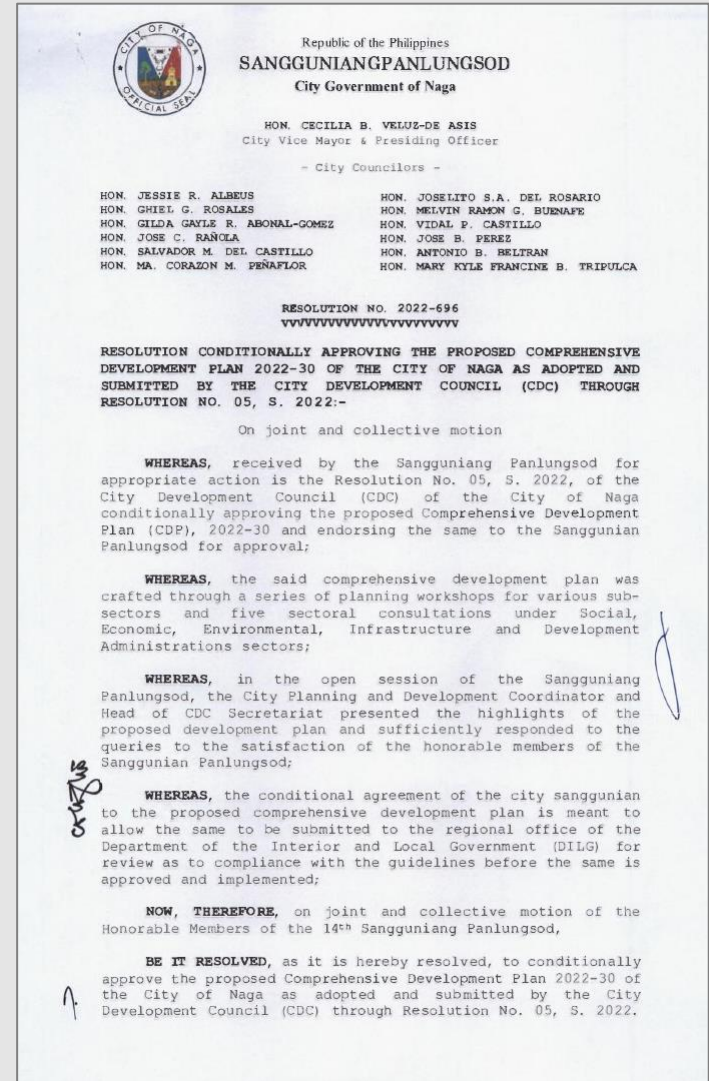 CITY OF NAGA
OFFICIAL SEAL
Republic of the Philippines
SANGGUNIANGPANLUNGSOD
City Government of Naga
HON. CECILIA B. VELUZ-DE ASIS
City Vice Mayor & Presiding Officer
- City Councilors -
HON. JESSIE R. ALBEUS
HON. GHIEL G. ROSALES
HON. GILDA GAYLE R. ABONAL-GOMEZ
HON. JOSE C. RAÑOLA
HON. SALVADOR M. DEL CASTILLO
HON. MA. CORAZON M. PEÑAFLOR
HON. JOSELITO S.A. DEL ROSARIO
HON. MELVIN RAMON G. BUENAFE
HON. VIDAL P. CASTILLO
HON. JOSE B. PEREZ
HON. ANTONIO B. BELTRAN
HON. MARY KYLE FRANCINE B. TRIPULCA
RESOLUTION NO. 2022-696
RESOLUTION CONDITIONALLY APPROVING THE PROPOSED COMPREHENSIVE
DEVELOPMENT PLAN 2022-30 OF THE CITY OF NAGA AS ADOPTED AND
SUBMITTED BY THE CITY DEVELOPMENT COUNCIL (CDC) THROUGH
RESOLUTION NO. 05, S. 2022:-
On joint and collective motion
WHEREAS, received by the Sangguniang Panlungsod for
appropriate action is the Resolution No. 05, S. 2022, of the
City Development Council (CDC) of the City of Naga
conditionally approving the proposed Comprehensive Development
Plan (CDP), 2022-30 and endorsing the same to the Sanggunian
Panlungsod for approval;
WHEREAS, the said comprehensive development plan was
crafted through a series of planning workshops for various sub-
sectors and five sectoral consultations under Social,
Economic, Environmental, Infrastructure and Development
Administrations sectors;
WHEREAS, in the open session of the Sangguniang
Panlungsod, the City Planning and Development Coordinator and
Head of CDC Secretariat presented the highlights of the
proposed development plan and sufficiently responded to the
queries to the satisfaction of the honorable members of the
Sanggunian Panlungsod;
WHEREAS, the conditional agreement of the city sanggunian
to the proposed comprehensive development plan is meant to
allow the same to be submitted to the regional office of the
Department of the Interior and Local Government (DILG) for
review as to compliance with the guidelines before the same is
approved and implemented;
NOW, THEREFORE, on joint and collective motion of the
Honorable Members of the 14th Sangguniang Panlungsod,
BE IT RESOLVED, as it is hereby resolved, to conditionally
approve the proposed Comprehensive Development Plan 2022-30 of
the City of Naga as adopted and submitted by the City
Development Council (CDC) through Resolution No. 05, S. 2022.